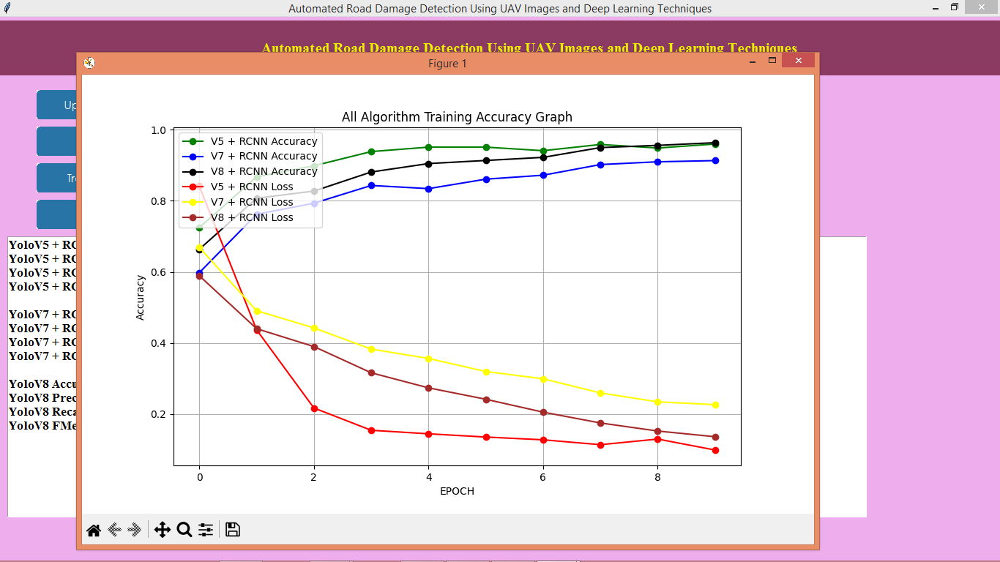 Automated Road Damage Detection Using UAV Images and Deep Learning Techniques
Automated Road Damage Detection Using UAV Images and Deep Learning Techniques
Figure 1
All Algorithm Training Accuracy Graph
V5 + RCNN Accuracy
V7 + RCNN Accuracy
V8 + RCNN Accuracy
V5 + RCNN Loss
V7 + RCNN Loss
V8 + RCNN Loss
1.0
0.8
0.6
0.4
0.2
Accuracy
0 2 4 6 8
EPOCH
YoloV5 + RC
YoloV5 + RC
YoloV5 + RC
YoloV5 + RC
YoloV7 + RC
YoloV7 + RC
YoloV7 + RC
YoloV7 + RC
YoloV8 Accu
YoloV8 Prec
YoloV8 Reca
YoloV8 FMe